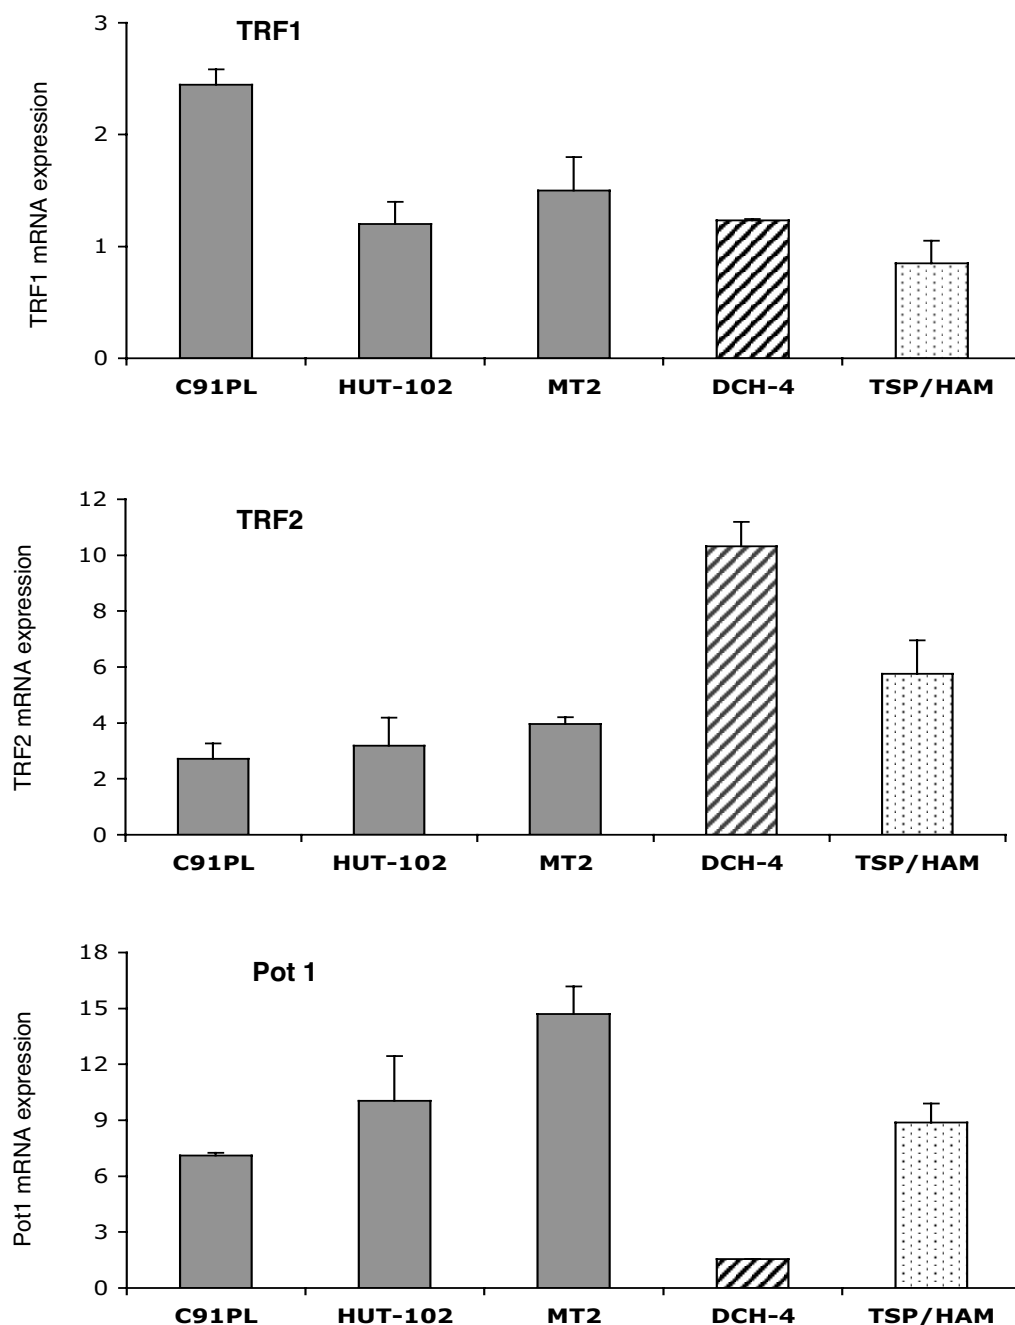 TRF1
TRF1 mRNA expression
3
2
1
0
C91PL HUT-102 MT2 DCH-4 TSP/HAM
TRF2
TRF2 mRNA expression
12
10
8
6
4
2
0
C91PL HUT-102 MT2 DCH-4 TSP/HAM
Pot 1
Pot1 mRNA expression
18
15
12
9
6
3
0
C91PL HUT-102 MT2 DCH-4 TSP/HAM